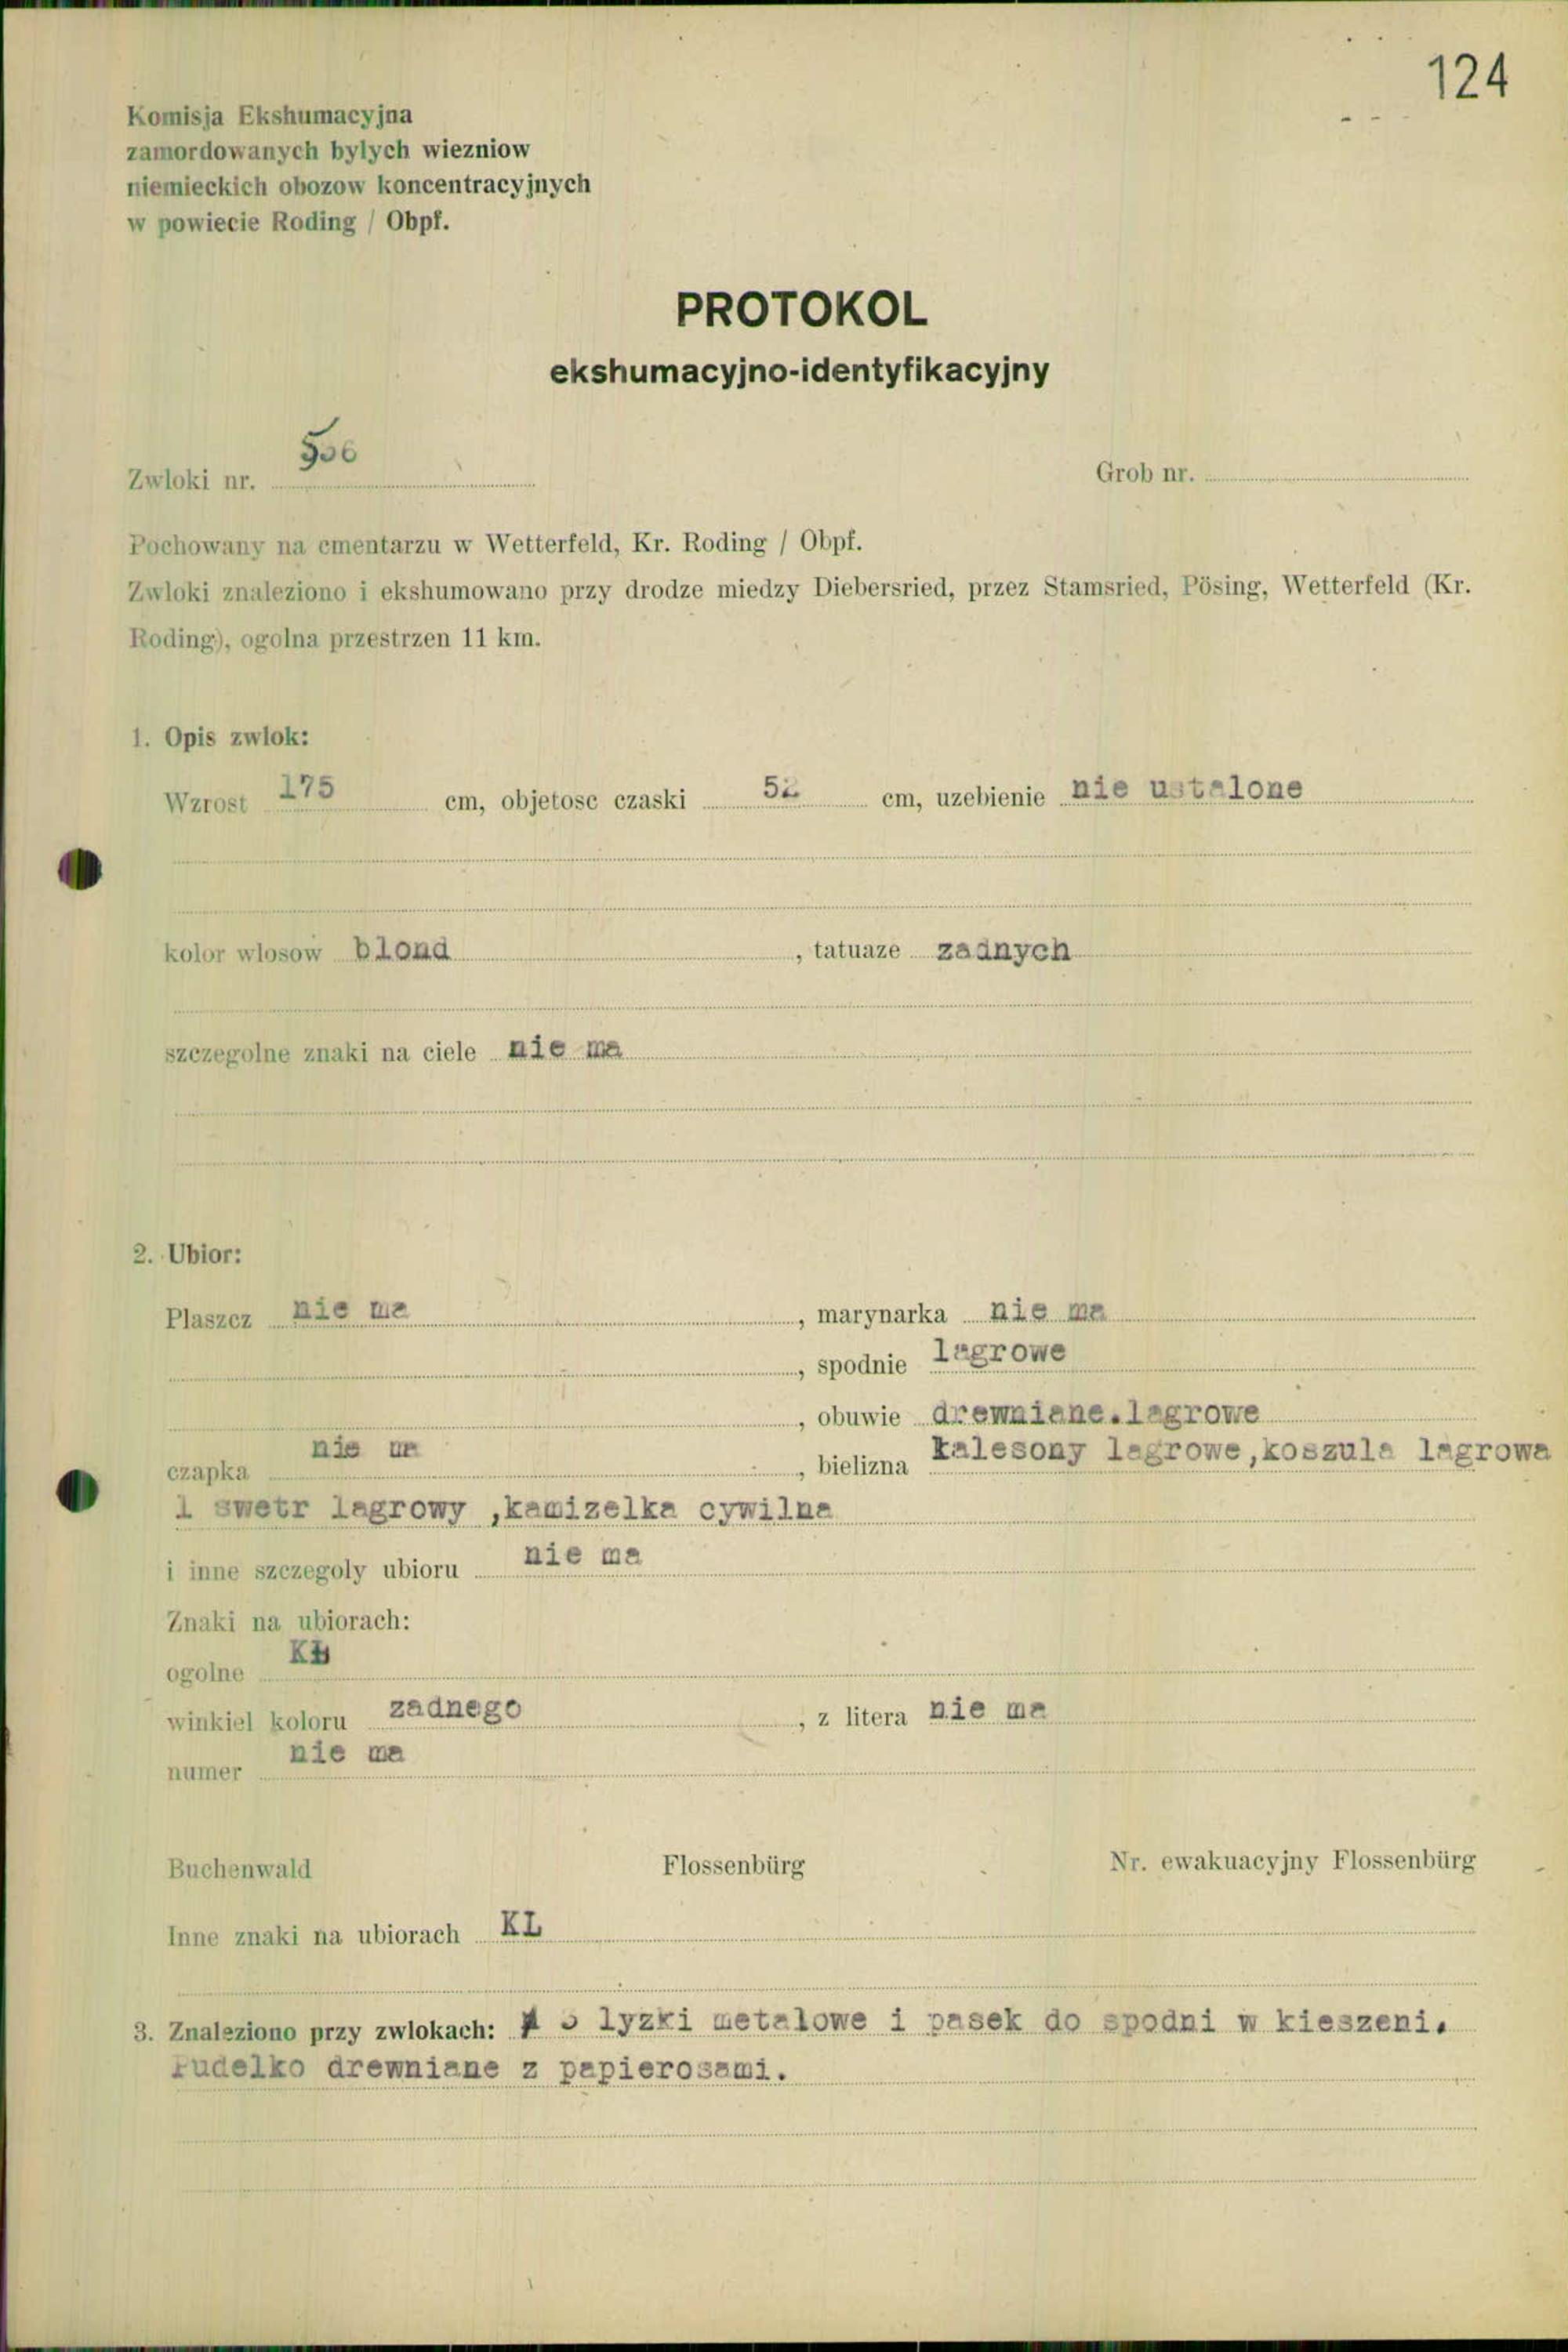 124
Komisja Ekshumacyjna
zamordowanych bylych wiezniow
niemieckich obozow koncentracyjnych
w powiecie Roding / Obpf.
PROTOKOL
ekshumacyjno-identyfikacyjny
Zwloki nr. 506 Grob nr.
Pochowany na cmentarzu w Wetterfeld, Kr. Roding / Obpf.
Zwloki znaleziono i ekshumowano przy drodze miedzy Diebersried, przez Stamsried, Pösing, Wetterfeld (Kr.
Roding), ogolna przestrzen 11 km.
1. Opis zwlok:
Wzrost 175 cm, objetosc czaski 52 cm, uzebienie nie ustalone
kolor wlosow blond, tatuaze zadnych
szczegolne znaki na ciele nie ma
2. Ubior:
Plaszcz nie ma, marynarka nie ma
, spodnie lagrowe
, obuwie drewniane.lagrowe
czapka nie ma, bielizna kalesony lagrowe,koszula lagrowa
1 swetr lagrowy ,kamizelka cywilna
i inne szczegoly ubioru nie ma
Znaki na ubiorach:
ogolne KL
winkiel koloru zadnego, z litera nie ma
numer nie ma
Buchenwald Flossenbürg Nr. ewakuacyjny Flossenbürg
Inne znaki na ubiorach KL
3. Znaleziono przy zwlokach: lyzki metalowe i pasek do spodni w kieszeni.
Pudelko drewniane z papierosami.